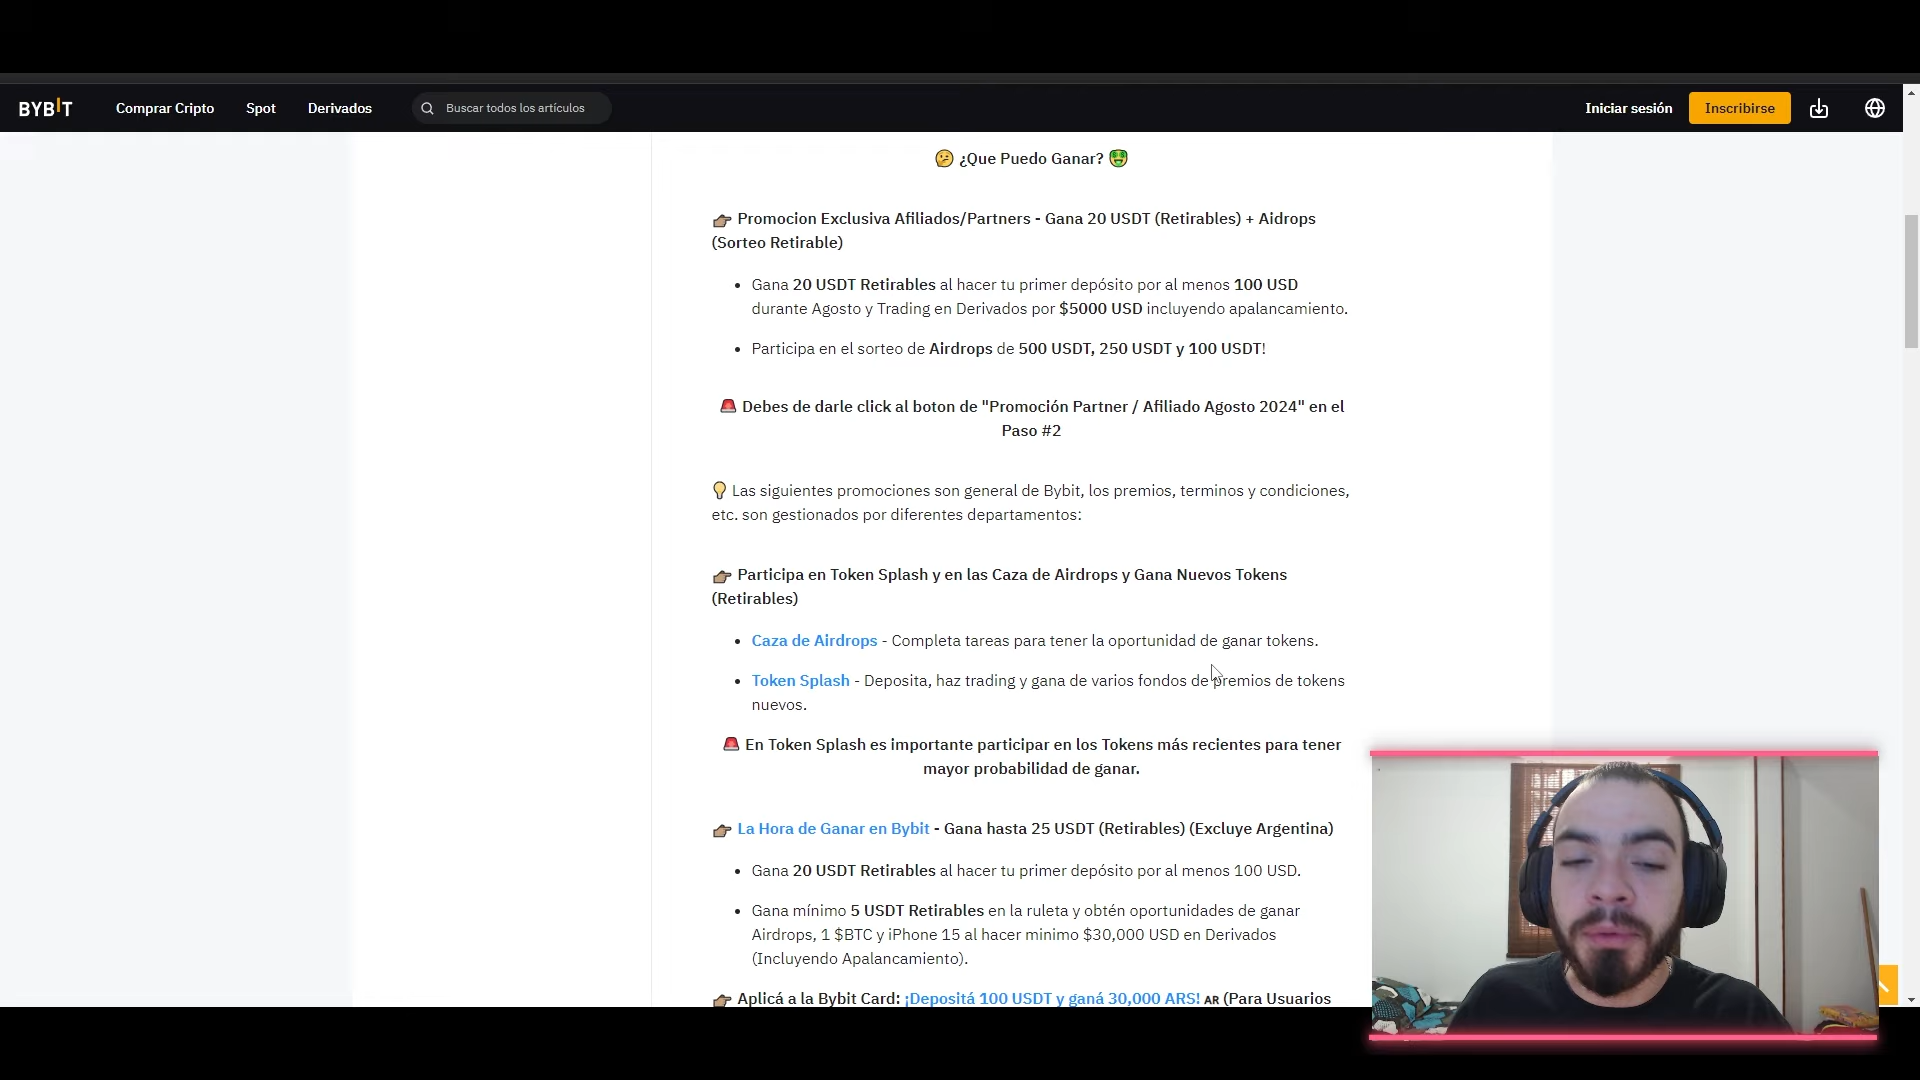 BYBIT
Comprar Cripto
Spot
Derivados
Buscar todos los artículos
Iniciar sesión
Inscribirse
🤔 ¿Que Puedo Ganar? 🤑
👉🏽 Promocion Exclusiva Afiliados/Partners - Gana 20 USDT (Retirables) + Aidrops
(Sorteo Retirable)
• Gana 20 USDT Retirables al hacer tu primer depósito por al menos 100 USD
durante Agosto y Trading en Derivados por $5000 USD incluyendo apalancamiento.
• Participa en el sorteo de Airdrops de 500 USDT, 250 USDT y 100 USDT!
🚨 Debes de darle click al boton de "Promoción Partner / Afiliado Agosto 2024" en el
Paso #2
💡 Las siguientes promociones son general de Bybit, los premios, terminos y condiciones,
etc. son gestionados por diferentes departamentos:
👉🏽 Participa en Token Splash y en las Caza de Airdrops y Gana Nuevos Tokens
(Retirables)
• Caza de Airdrops - Completa tareas para tener la oportunidad de ganar tokens.
• Token Splash - Deposita, haz trading y gana de varios fondos de premios de tokens
nuevos.
🚨 En Token Splash es importante participar en los Tokens más recientes para tener
mayor probabilidad de ganar.
👉🏽 La Hora de Ganar en Bybit - Gana hasta 25 USDT (Retirables) (Excluye Argentina)
• Gana 20 USDT Retirables al hacer tu primer depósito por al menos 100 USD.
• Gana mínimo 5 USDT Retirables en la ruleta y obtén oportunidades de ganar
Airdrops, 1 $BTC y iPhone 15 al hacer minimo $30,000 USD en Derivados
(Incluyendo Apalancamiento).
👉🏽 Aplicá a la Bybit Card: ¡Depositá 100 USDT y ganá 30,000 ARS! AR (Para Usuarios